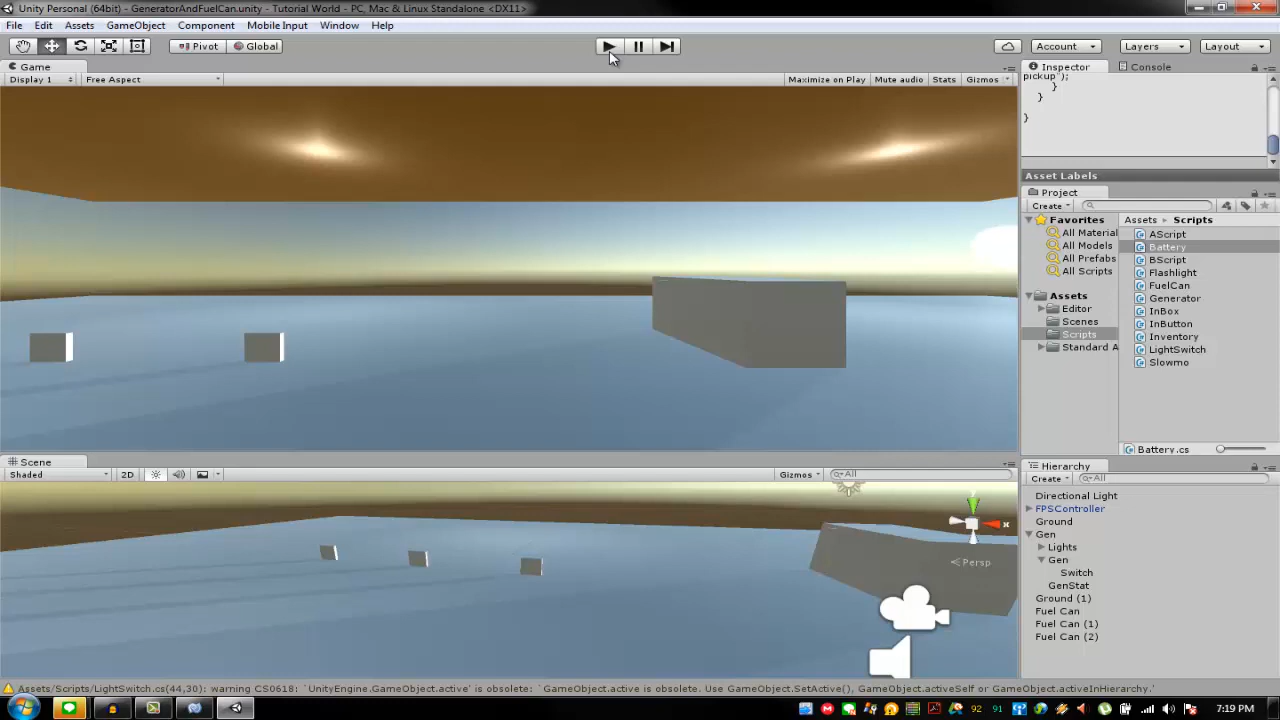 Unity Personal (64bit) - GeneratorAndFuelCan.unity - Tutorial World - PC, Mac & Linux Standalone <DX11>
File Edit Assets GameObject Component Mobile Input Window Help
Pivot Global Account Layers Layout
Game
Display 1 Free Aspect Maximize on Play Mute audio Stats Gizmos
Inspector Console
pickup");
}
}
}
Asset Labels
Project
Create
Favorites
All Material
All Models
All Prefabs
All Scripts
Assets
Editor
Scenes
Scripts
Standard A
Assets Scripts
AScript
Battery
BScript
Flashlight
FuelCan
Generator
InBox
InButton
Inventory
LightSwitch
Slowmo
Battery.cs
Scene
Shaded 2D Gizmos All
x
Persp
Hierarchy
Create All
Directional Light
FPSController
Ground
Gen
Lights
Gen
Switch
GenStat
Ground (1)
Fuel Can
Fuel Can (1)
Fuel Can (2)
Assets/Scripts/LightSwitch.cs(44,30): warning CS0618: `UnityEngine.GameObject.active' is obsolete: `GameObject.active is obsolete. Use GameObject.SetActive(), GameObject.activeSelf or GameObject.activeInHierarchy.'
92 91 7:19 PM